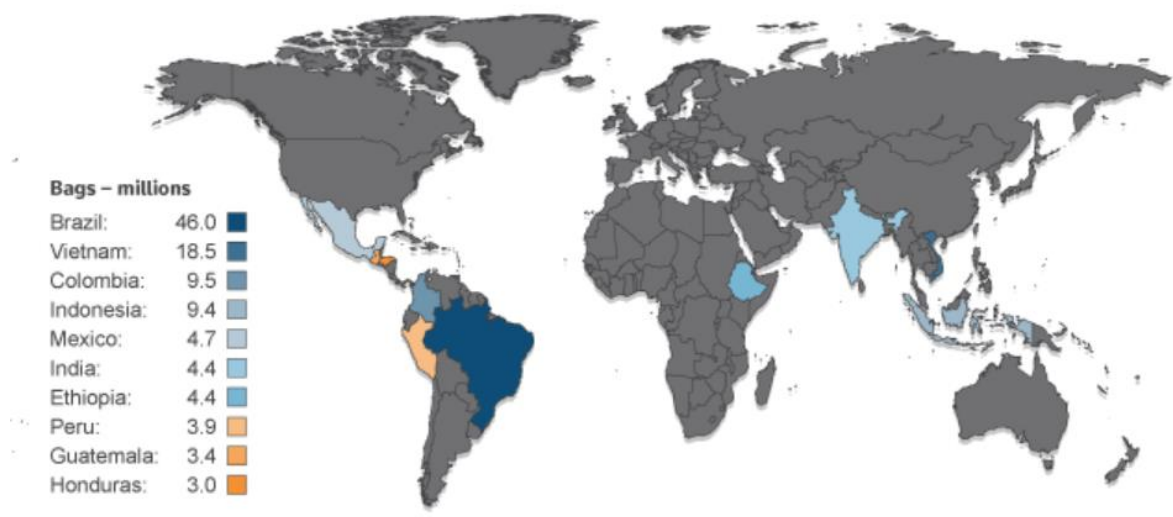 Bags – millions
Brazil: 46.0
Vietnam: 18.5
Colombia: 9.5
Indonesia: 9.4
Mexico: 4.7
India: 4.4
Ethiopia: 4.4
Peru: 3.9
Guatemala: 3.4
Honduras: 3.0